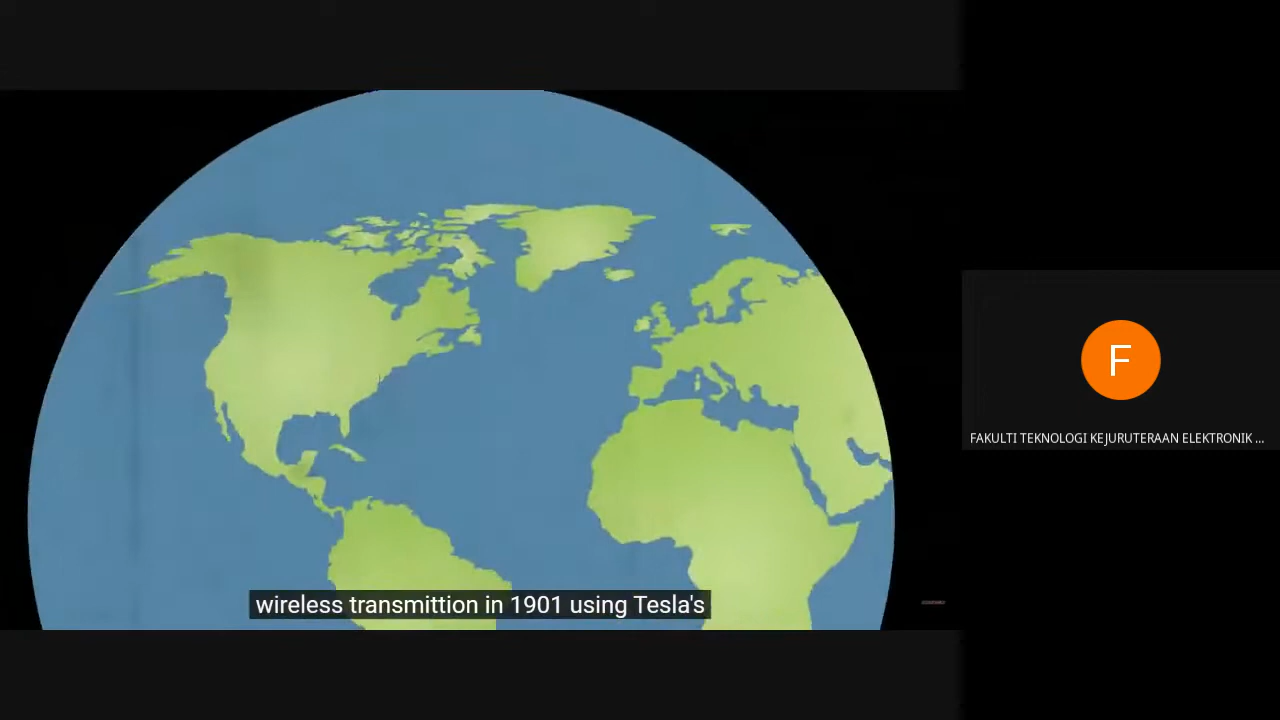 wireless transmittion in 1901 using Tesla's
F
FAKULTI TEKNOLOGI KEJURUTERAAN ELEKTRONIK ...